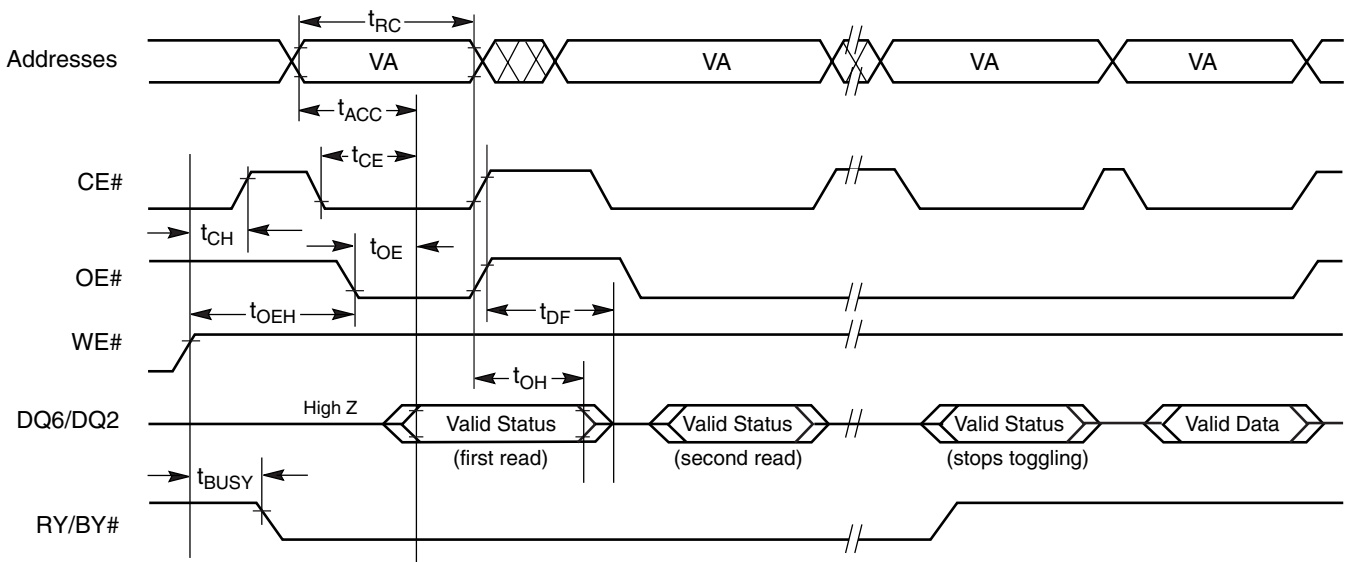 tRC
Addresses VA VA VA VA
tACC
tCE
CE#
tCH tOE
OE#
tOEH tDF
WE#
tOH
High Z
DQ6/DQ2 Valid Status Valid Status Valid Status Valid Data
(first read) (second read) (stops toggling)
tBUSY
RY/BY#